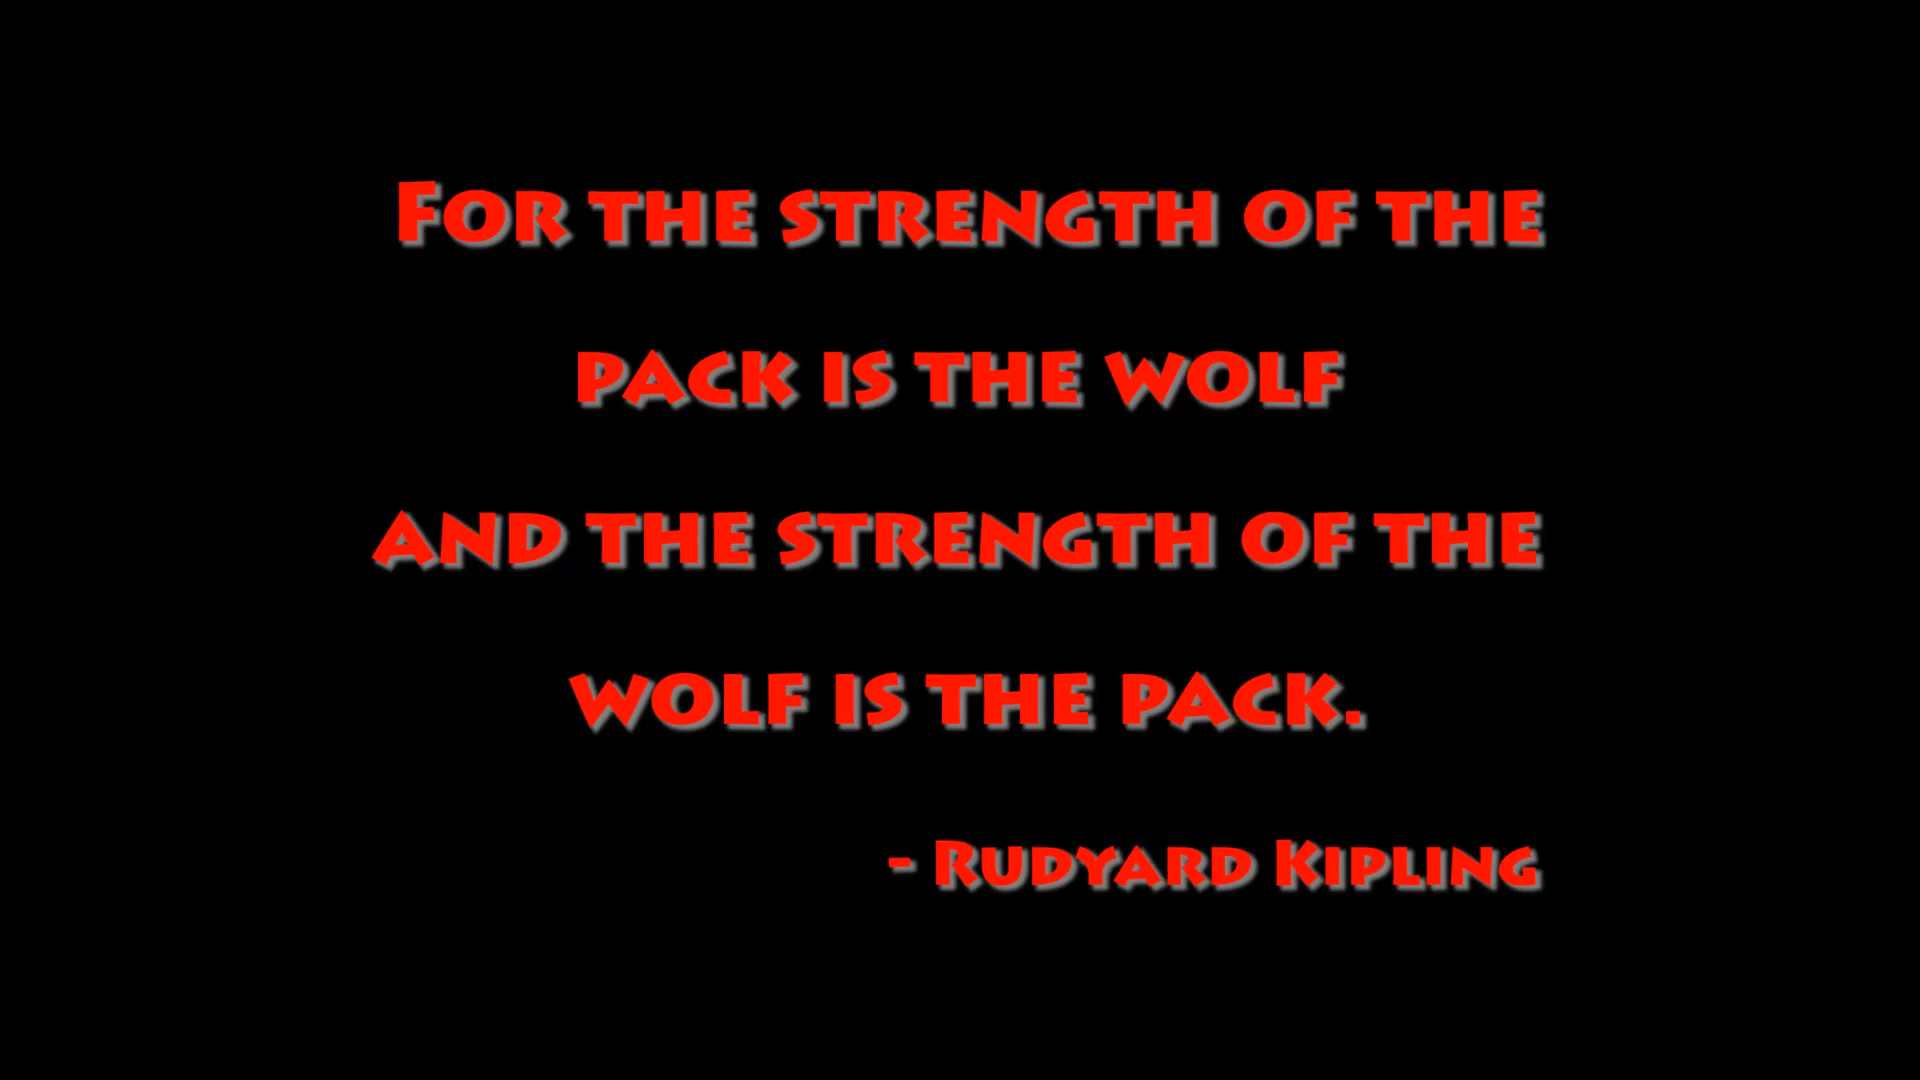 For the strength of the
pack is the wolf
and the strength of the
wolf is the pack.
- Rudyard Kipling